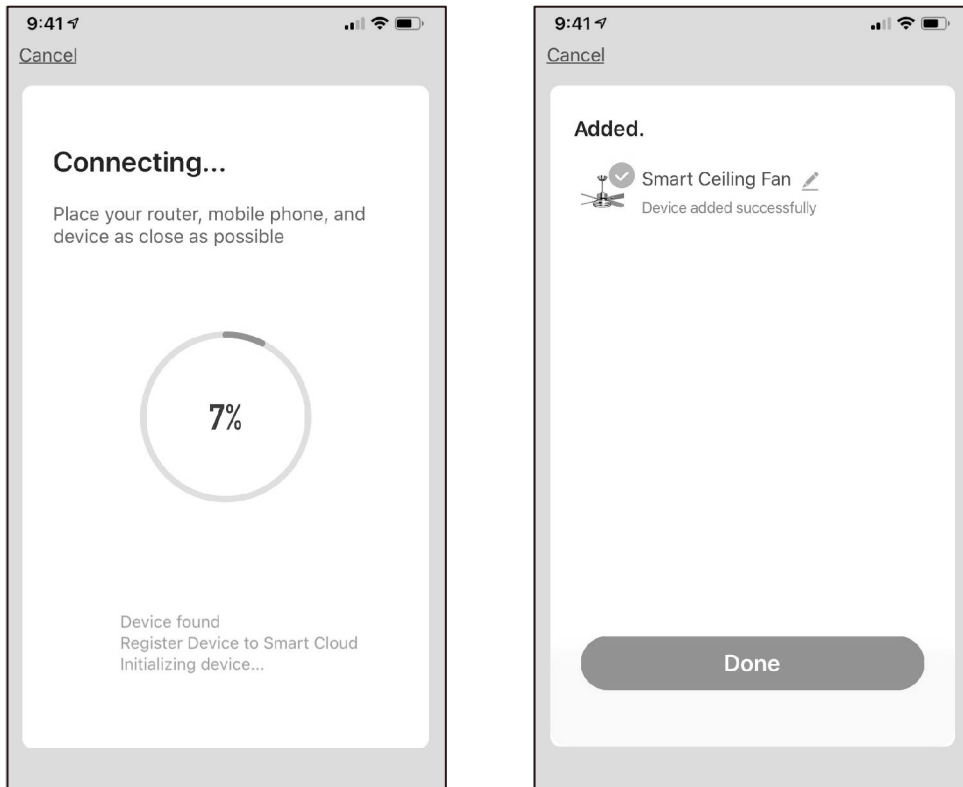 9:41
Cancel
Connecting...
Place your router, mobile phone, and
device as close as possible
7%
Device found
Register Device to Smart Cloud
Initializing device...
9:41
Cancel
Added.
Smart Ceiling Fan
Device added successfully
Done